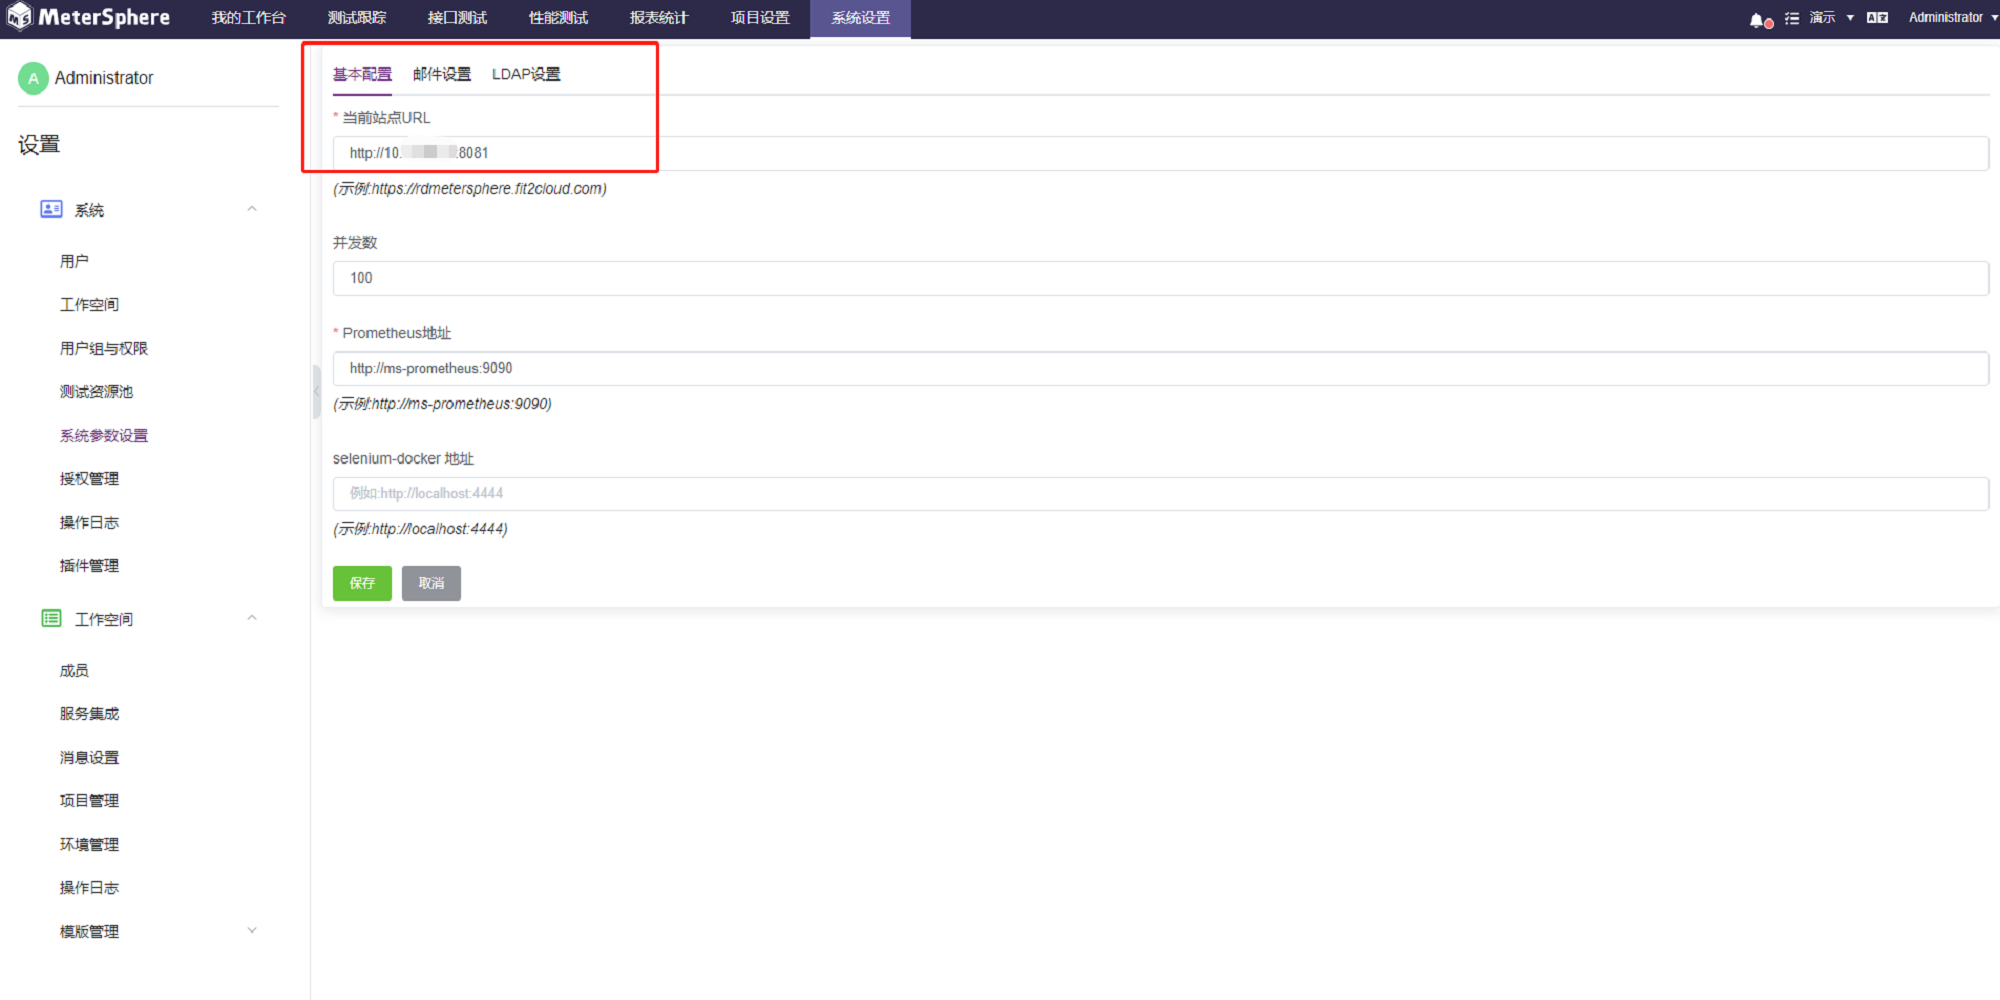 MeterSphere 我的工作台 测试跟踪 接口测试 性能测试 报表统计 项目设置 系统设置 演示 Administrator
A Administrator
设置
系统
用户
工作空间
用户组与权限
测试资源池
系统参数设置
授权管理
操作日志
插件管理
工作空间
成员
服务集成
消息设置
项目管理
环境管理
操作日志
模版管理
基本配置 邮件设置 LDAP设置
* 当前站点URL
http://10. :8081
(示例:https://rdmetersphere.fit2cloud.com)
并发数
100
* Prometheus地址
http://ms-prometheus:9090
(示例:http://ms-prometheus:9090)
selenium-docker 地址
例如:http://localhost:4444
(示例:http://localhost:4444)
保存 取消